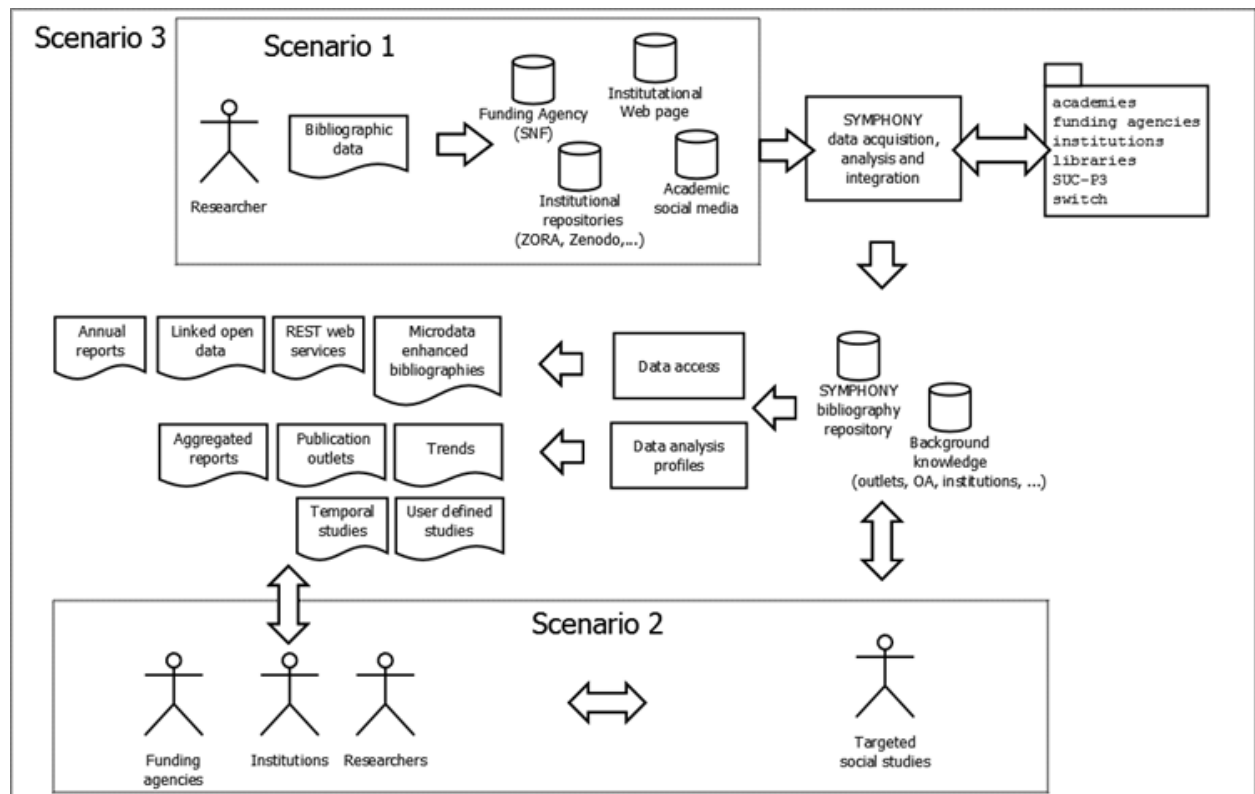 Scenario 3
Scenario 1
Researcher
Bibliographic
data
Funding Agency
(SNF)
Institutational
Web page
Institutional
repositories
(ZORA, Zenodo,...)
Academic
social media
SYMPHONY
data acquisition,
analysis and
integration
academies
funding agencies
institutions
libraries
SUC-P3
switch
Annual
reports
Linked open
data
REST web
services
Microdata
enhanced
bibliographies
Data access
SYMPHONY
bibliography
repository
Background
knowledge
(outlets, OA, institutions, ...)
Aggregated
reports
Publication
outlets
Trends
Data analysis
profiles
Temporal
studies
User defined
studies
Scenario 2
Funding
agencies
Institutions
Researchers
Targeted
social studies